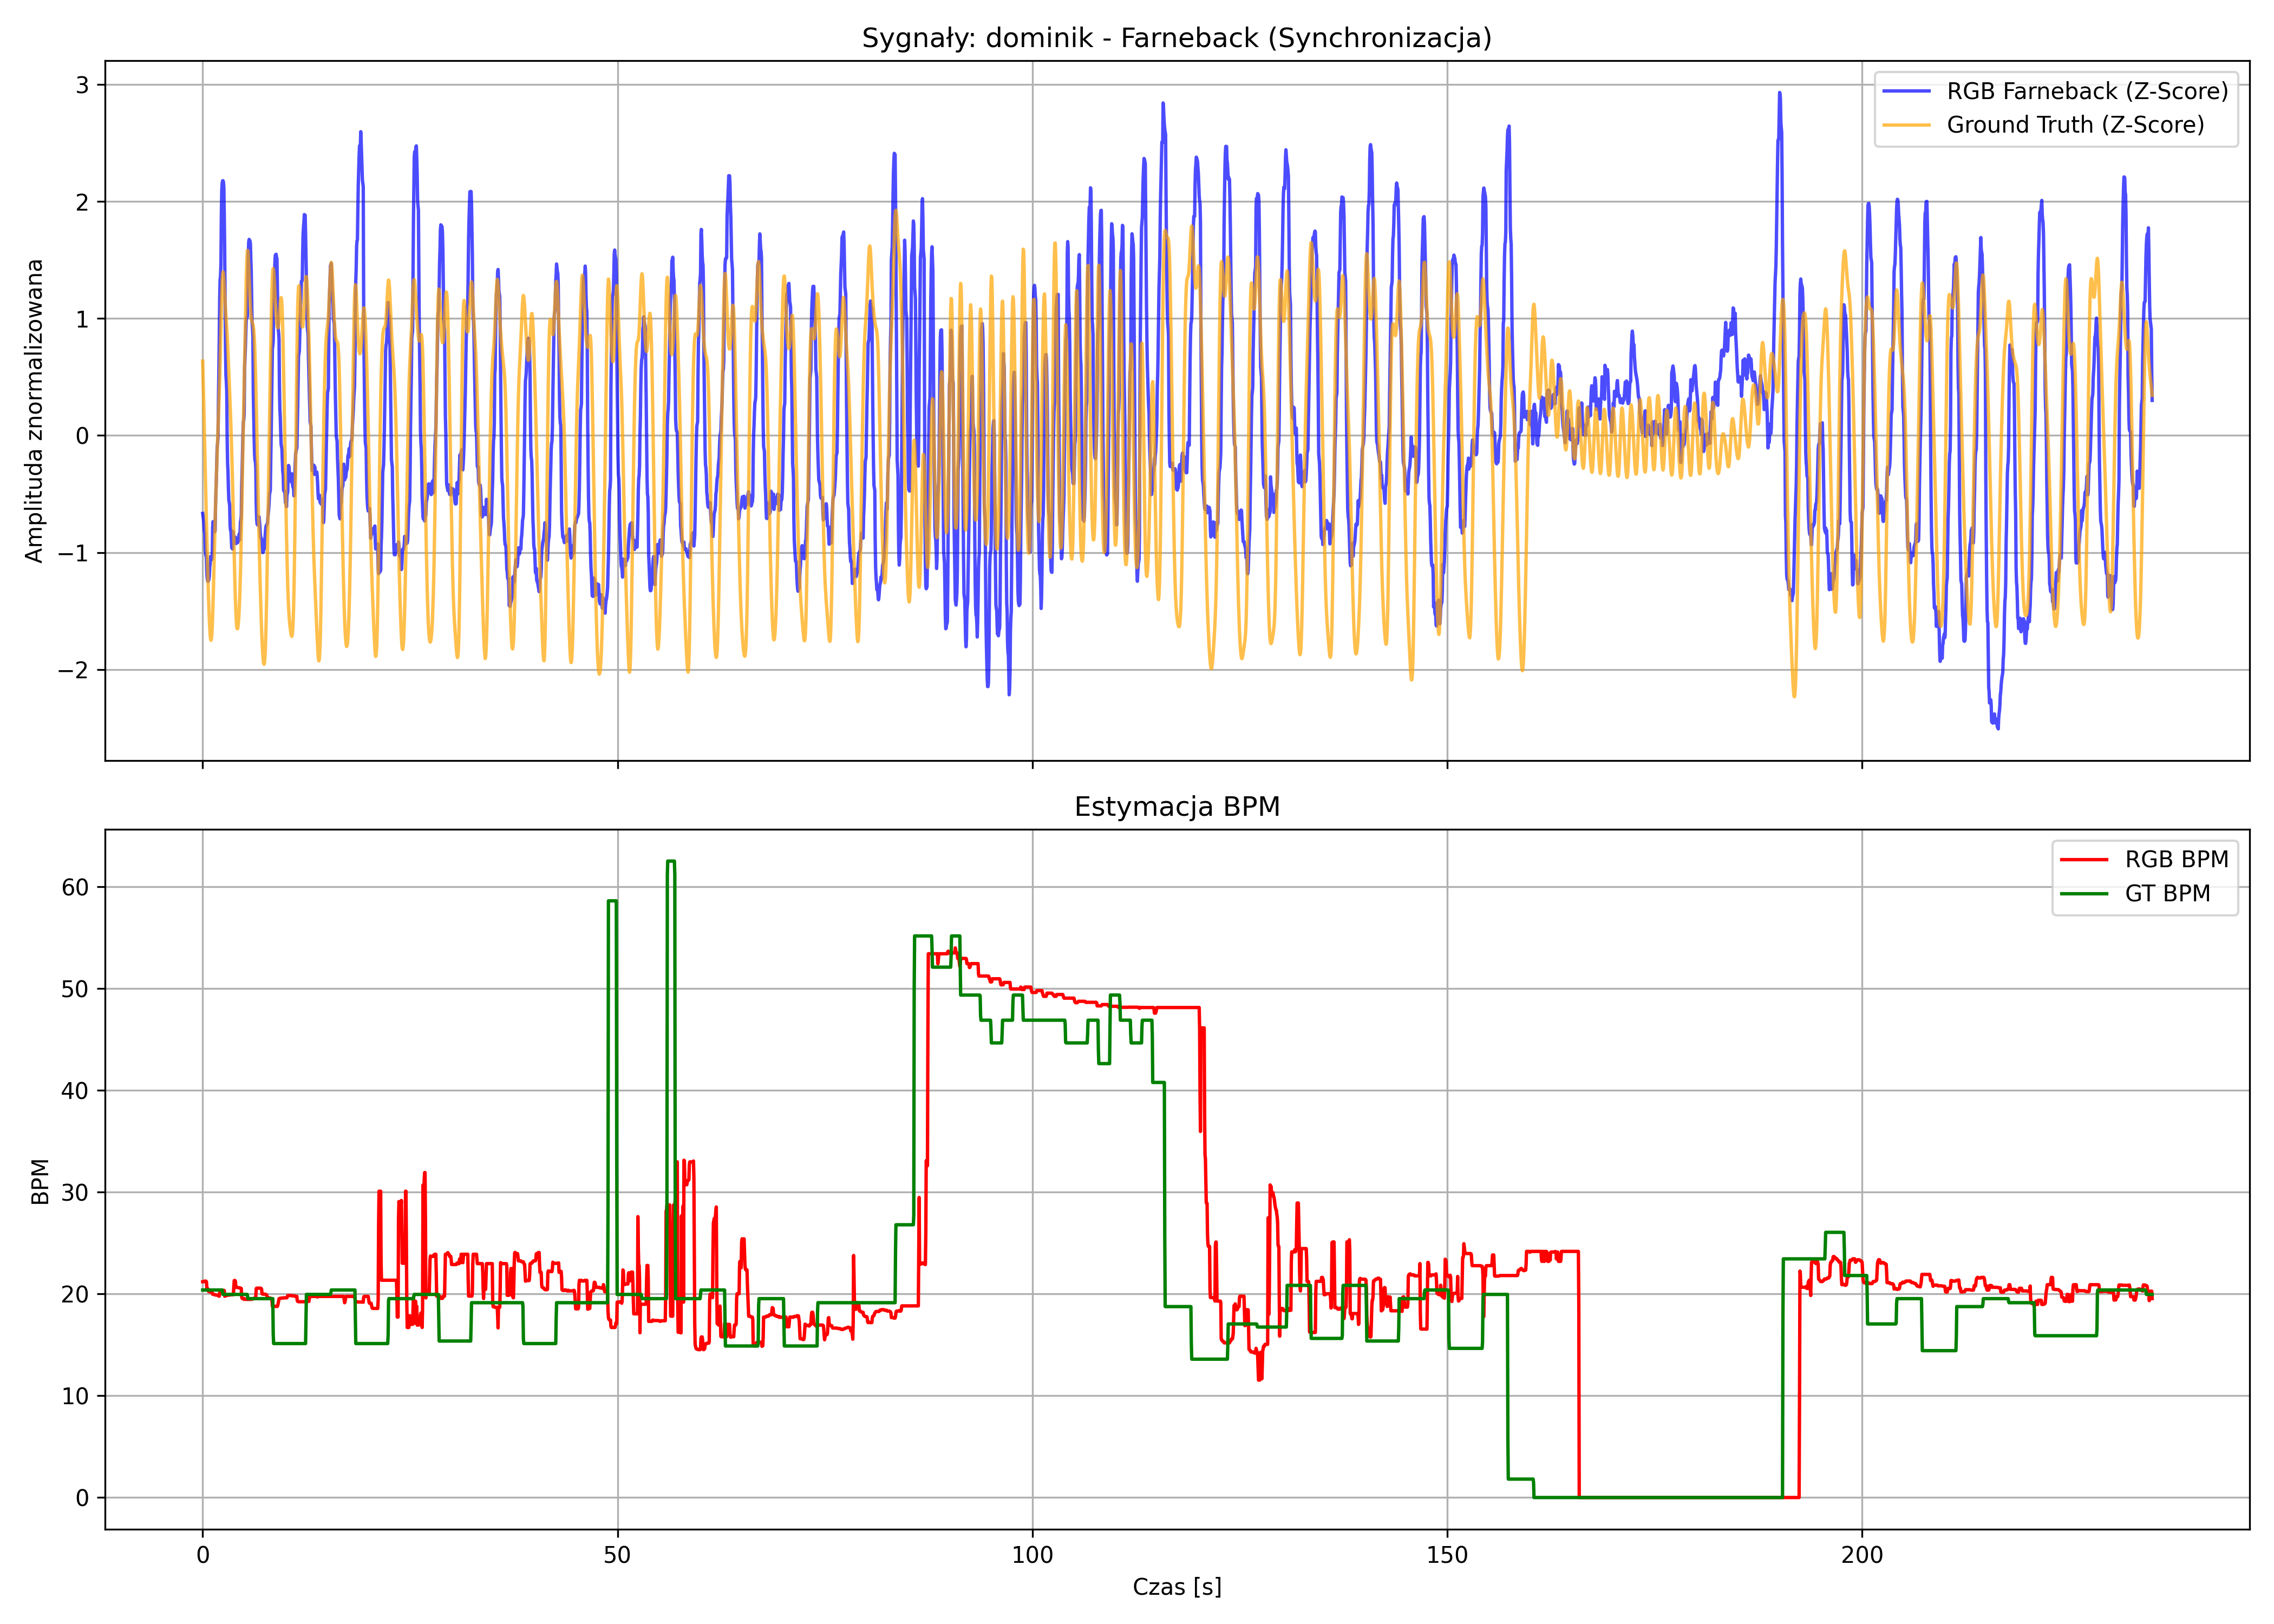 Sygnały: dominik - Farneback (Synchronizacja)
RGB Farneback (Z-Score)
Ground Truth (Z-Score)
Amplituda znormalizowana
3
2
1
0
−1
−2
Estymacja BPM
RGB BPM
GT BPM
BPM
60
50
40
30
20
10
0
0 50 100 150 200
Czas [s]